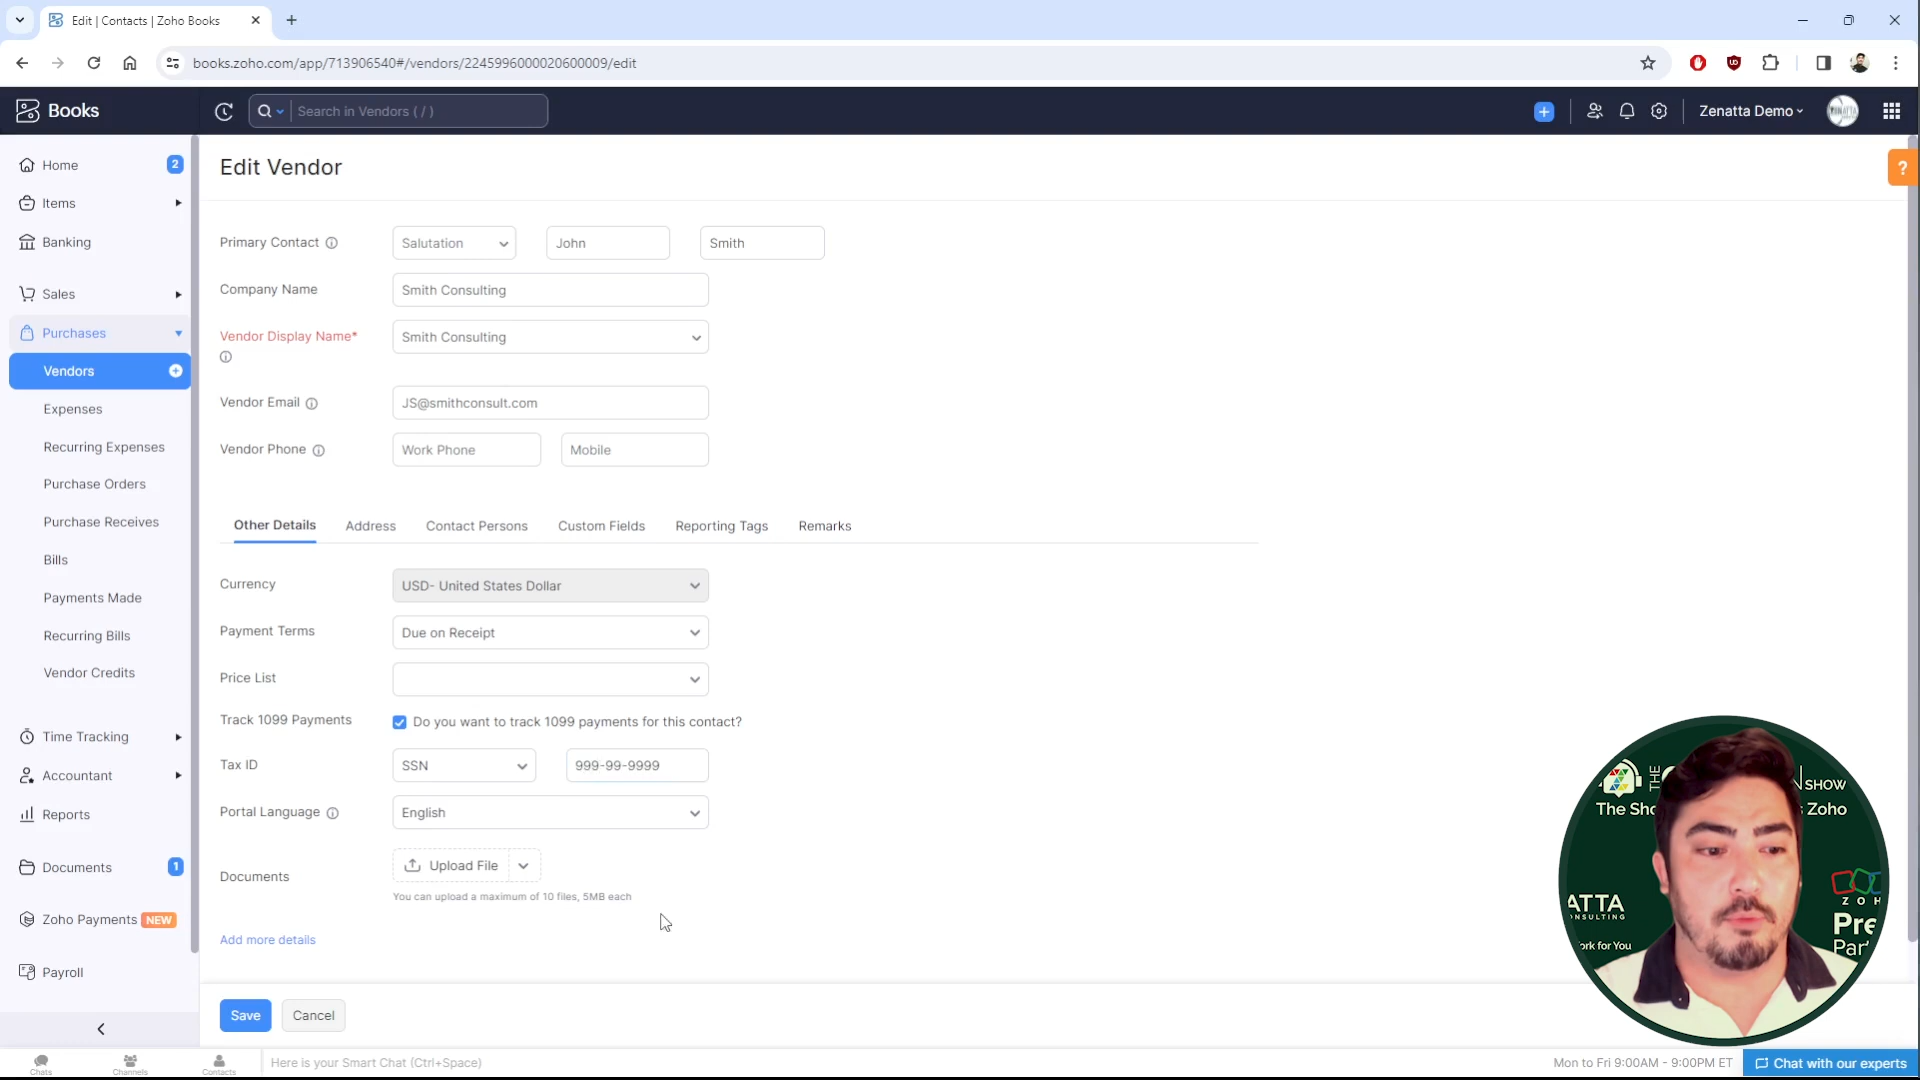 Edit | Contacts | Zoho Books
books.zoho.com/app/713906540#/vendors/2245996000020600009/edit
Books
Search in Vendors ( / )
Zenatta Demo
Home 2
Items
Banking
Sales
Purchases
Vendors
Expenses
Recurring Expenses
Purchase Orders
Purchase Receives
Bills
Payments Made
Recurring Bills
Vendor Credits
Time Tracking
Accountant
Reports
Documents 1
Zoho Payments NEW
Payroll
Edit Vendor
?
Primary Contact Salutation John Smith
Company Name Smith Consulting
Vendor Display Name* Smith Consulting
Vendor Email JS@smithconsult.com
Vendor Phone Work Phone Mobile
Other Details Address Contact Persons Custom Fields Reporting Tags Remarks
Currency USD- United States Dollar
Payment Terms Due on Receipt
Price List
Track 1099 Payments Do you want to track 1099 payments for this contact?
Tax ID SSN 999-99-9999
Portal Language English
Documents Upload File
You can upload a maximum of 10 files, 5MB each
Add more details
Save Cancel
THE
SHOW
Zoho
ATTA
ork for You
ZOH
Chats Channels Contacts Here is your Smart Chat (Ctrl+Space) Mon to Fri 9:00AM - 9:00PM ET Chat with our experts